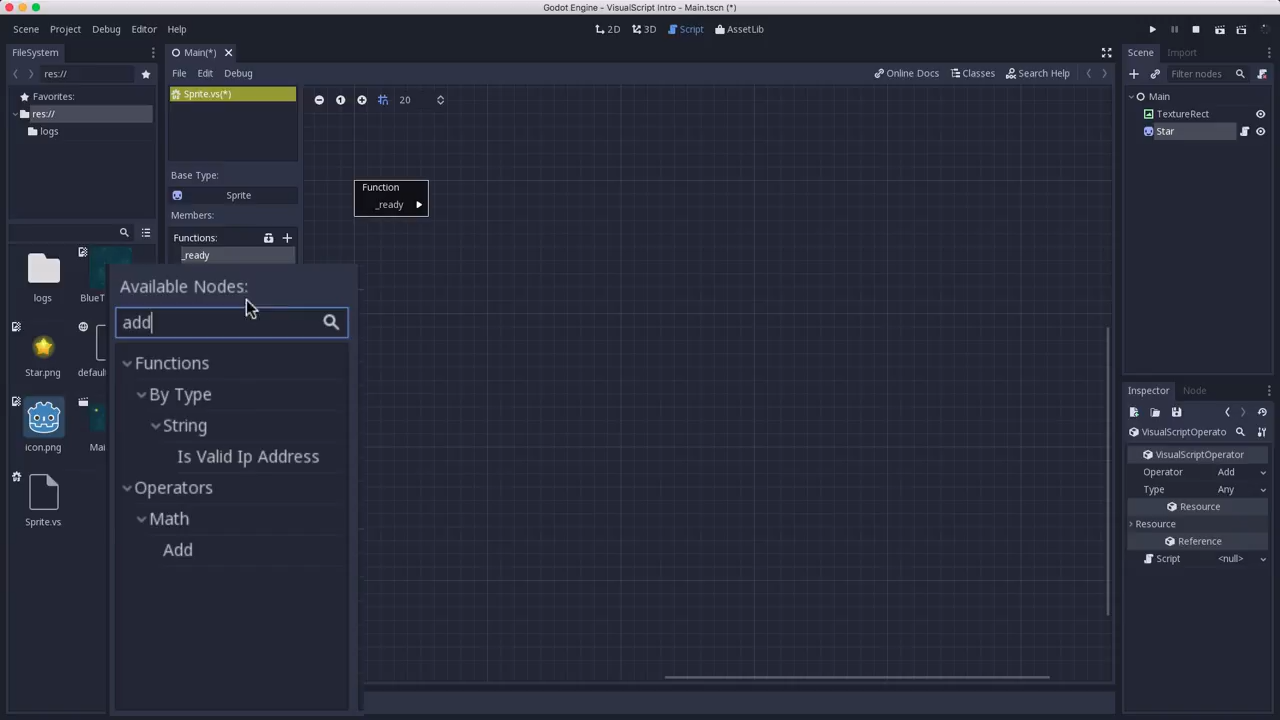 Godot Engine - VisualScript Intro - Main.tscn (*)
Scene Project Debug Editor Help
2D 3D Script AssetLib
FileSystem
res://
Favorites:
res://
logs
logs
BlueT
Star.png
defaul
icon.png
Mai
Sprite.vs
Main(*)
File Edit Debug
Online Docs Classes Search Help
Sprite.vs(*)
Base Type:
Sprite
Members:
Functions:
_ready
20
Function
_ready
Available Nodes:
add
Functions
By Type
String
Is Valid Ip Address
Operators
Math
Add
Scene Import
Filter nodes
Main
TextureRect
Star
Inspector Node
VisualScriptOperato
VisualScriptOperator
Operator Add
Type Any
Resource
Resource
Reference
Script <null>